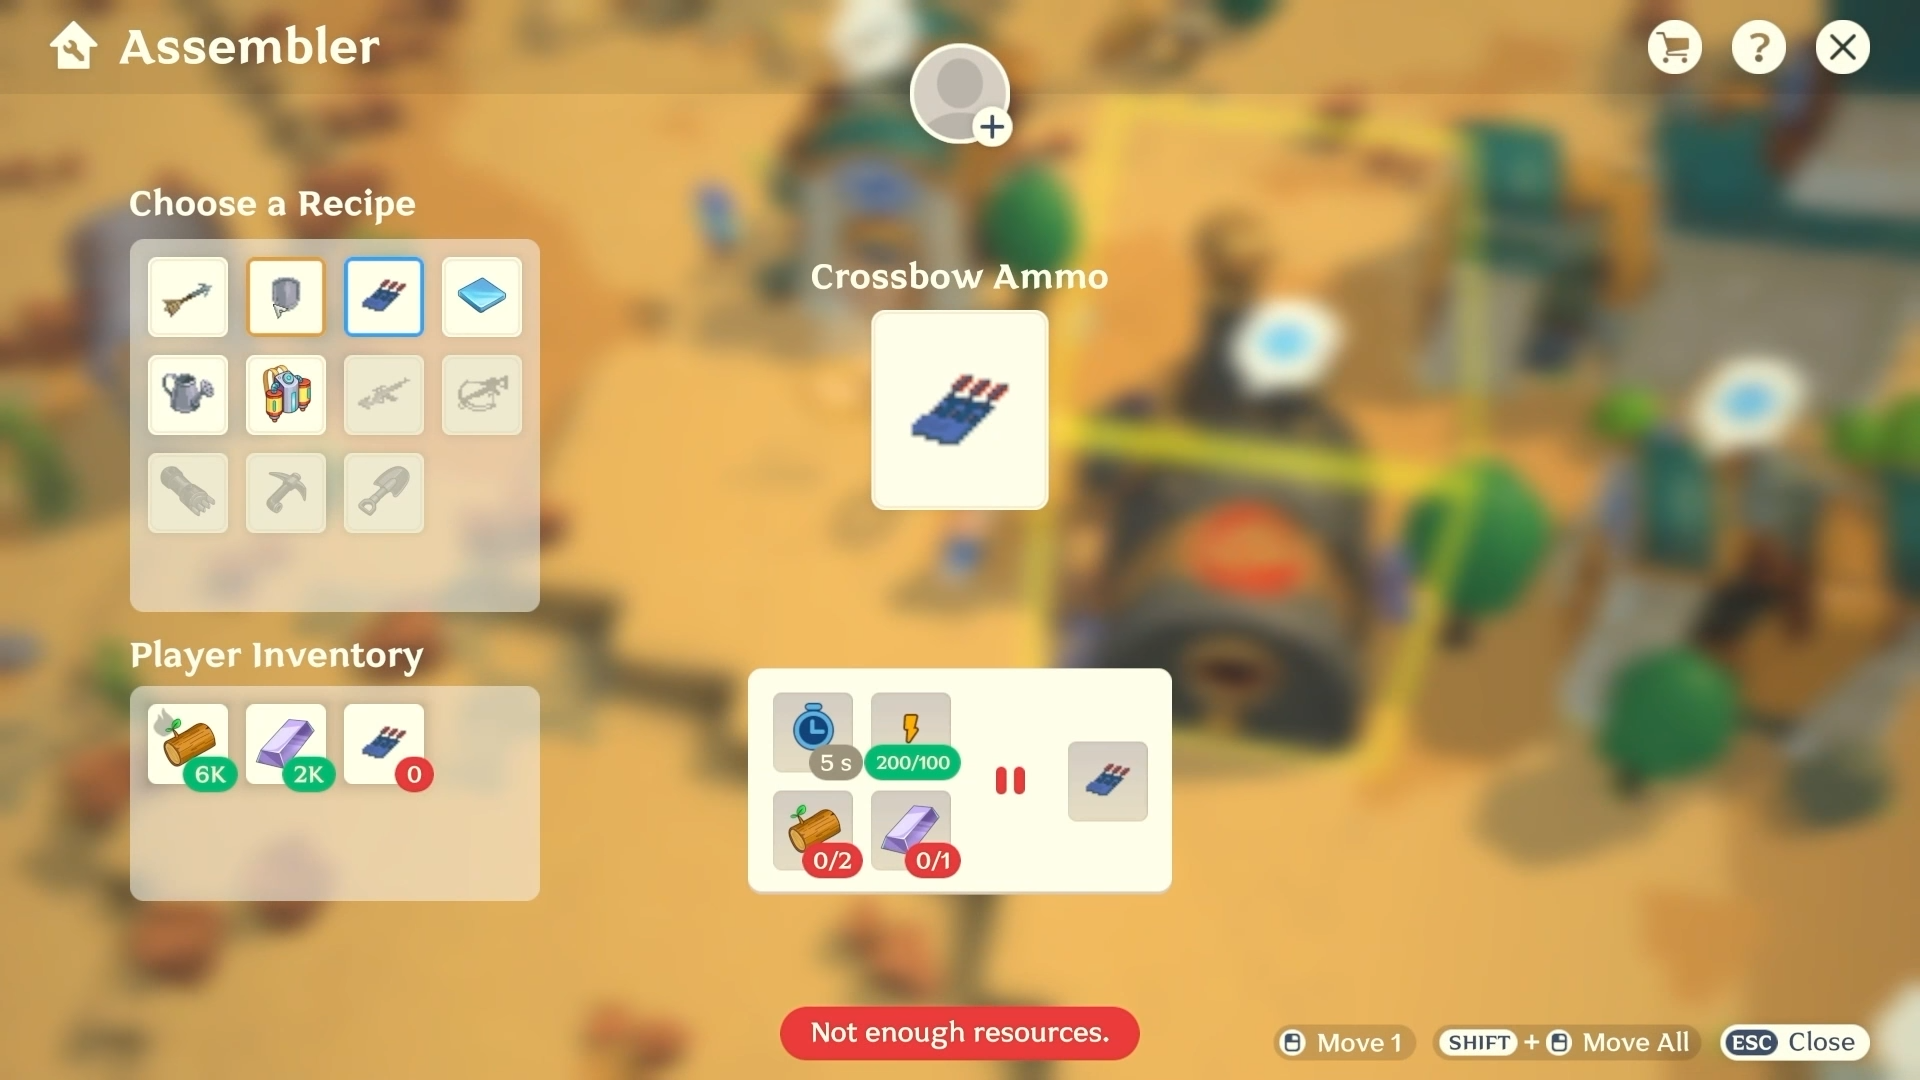 Assembler
?
Choose a Recipe
Crossbow Ammo
Player Inventory
6K
2K
0
5 s
200/100
0/2
0/1
Not enough resources.
Move 1
SHIFT + Move All
ESC Close